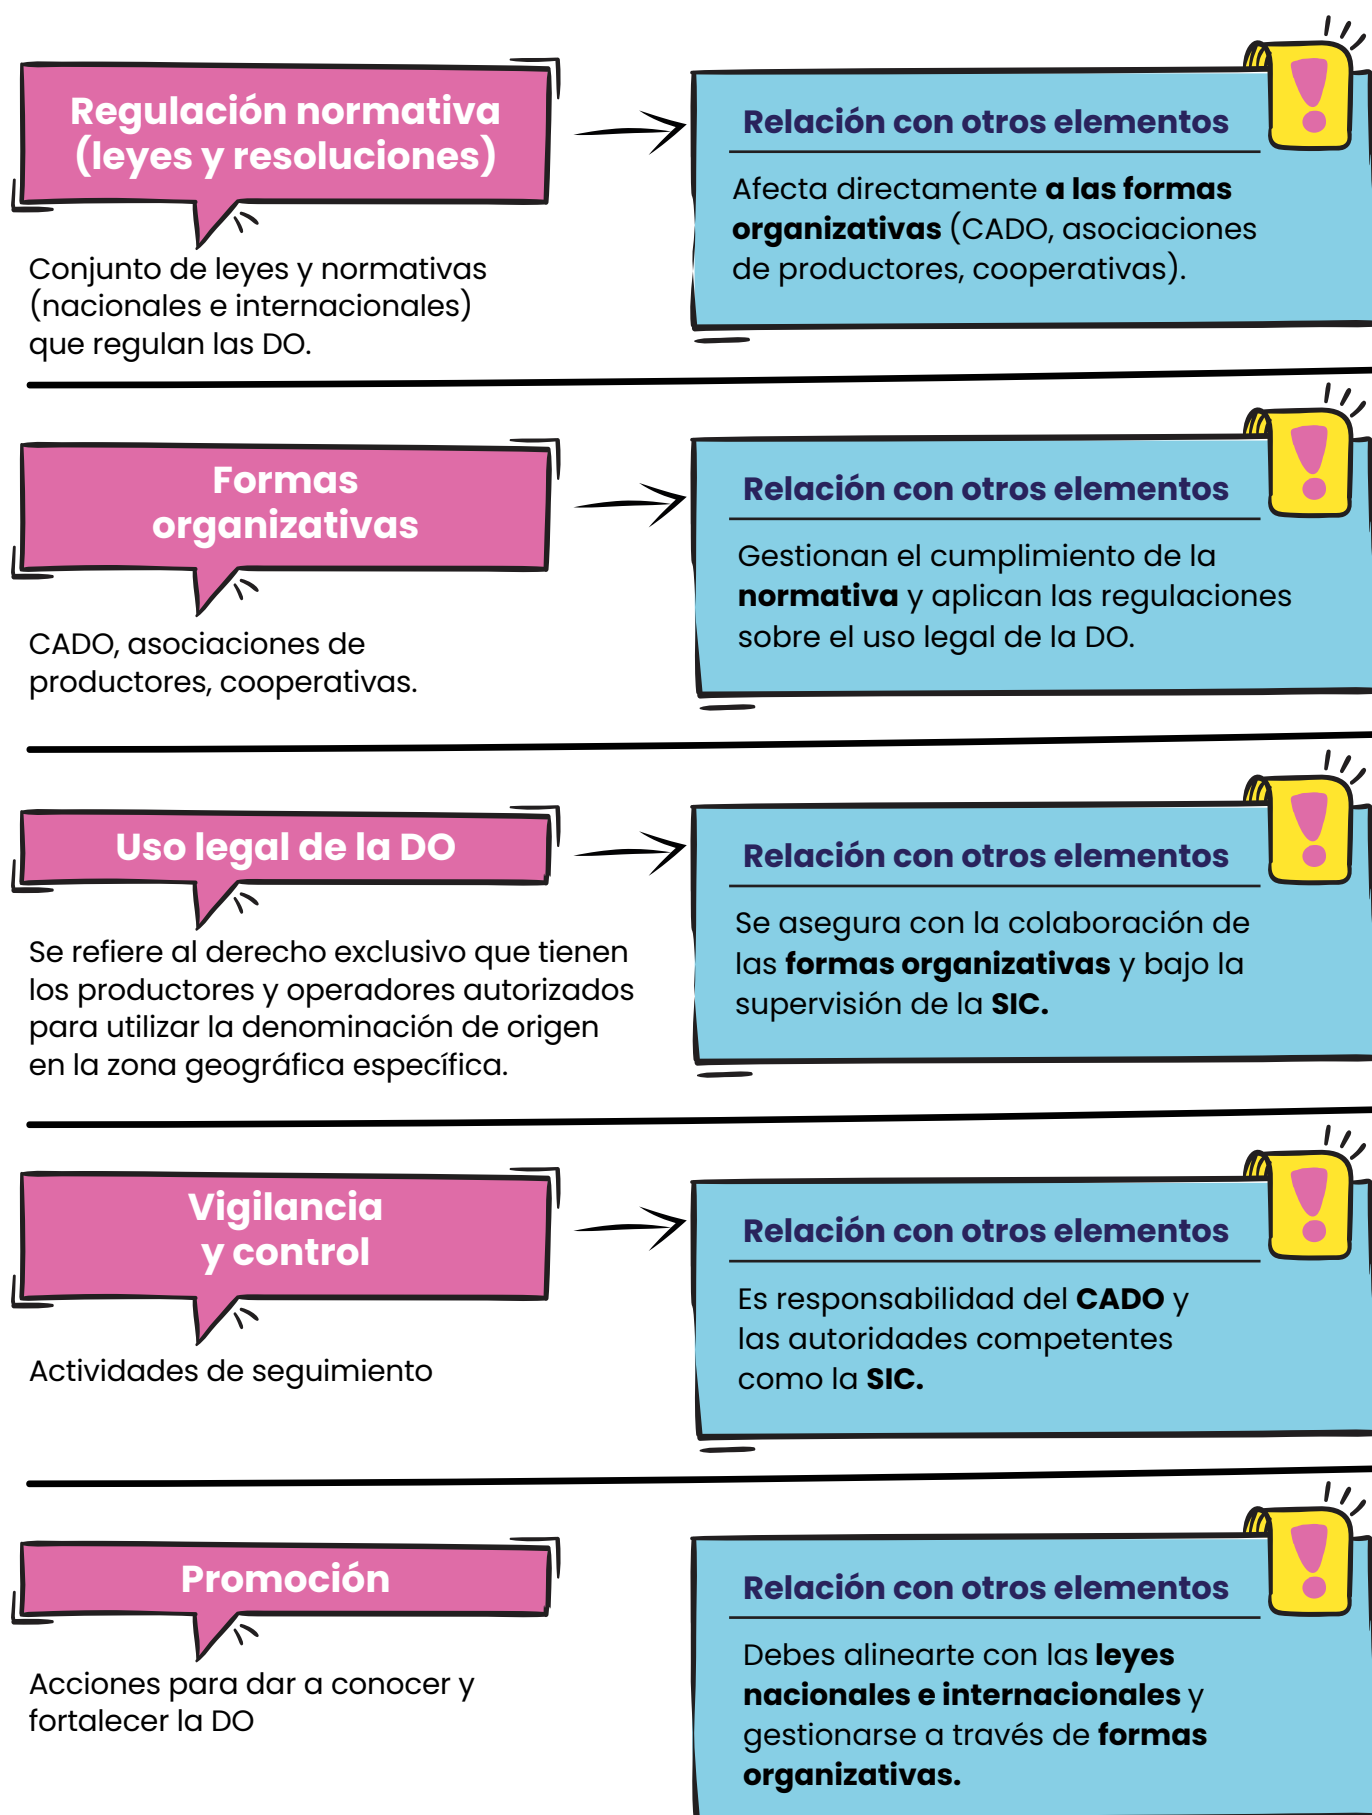 Regulación normativa
(leyes y resoluciones)
Conjunto de leyes y normativas
(nacionales e internacionales)
que regulan las DO.
Relación con otros elementos
Afecta directamente a las formas
organizativas (CADO, asociaciones
de productores, cooperativas).
Formas
organizativas
CADO, asociaciones de
productores, cooperativas.
Relación con otros elementos
Gestionan el cumplimiento de la
normativa y aplican las regulaciones
sobre el uso legal de la DO.
Uso legal de la DO
Se refiere al derecho exclusivo que tienen
los productores y operadores autorizados
para utilizar la denominación de origen
en la zona geográfica específica.
Relación con otros elementos
Se asegura con la colaboración de
las formas organizativas y bajo la
supervisión de la SIC.
Vigilancia
y control
Actividades de seguimiento
Relación con otros elementos
Es responsabilidad del CADO y
las autoridades competentes
como la SIC.
Promoción
Acciones para dar a conocer y
fortalecer la DO
Relación con otros elementos
Debes alinearte con las leyes
nacionales e internacionales y
gestionarse a través de formas
organizativas.